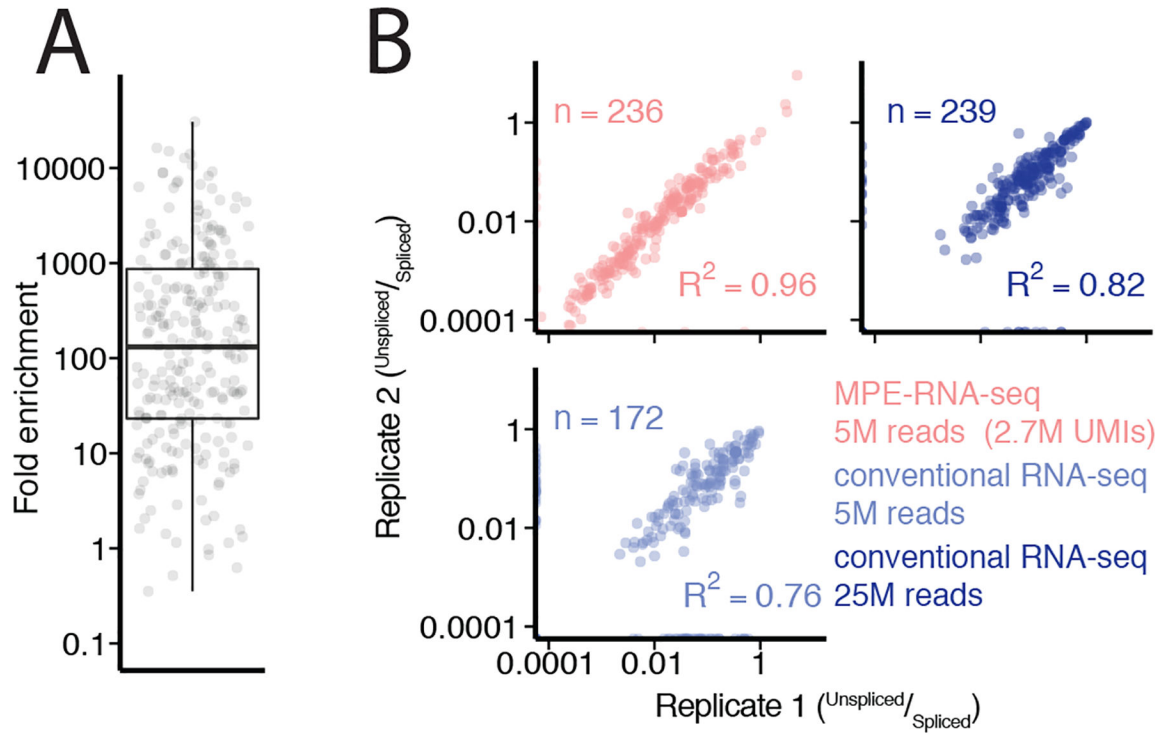 A
Fold enrichment
10000
1000
100
10
1
0.1
B
Replicate 2 (Unspliced/Spliced)
1
0.01
0.0001
n = 236
R2 = 0.96
n = 239
R2 = 0.82
1
0.01
0.0001
n = 172
R2 = 0.76
0.0001 0.01 1
Replicate 1 (Unspliced/Spliced)
MPE-RNA-seq
5M reads (2.7M UMIs)
conventional RNA-seq
5M reads
conventional RNA-seq
25M reads